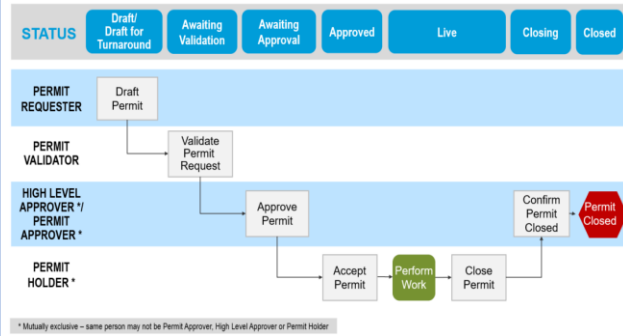 STATUS
Draft/
Draft for
Turnaround
Awaiting
Validation
Awaiting
Approval
Approved
Live
Closing
Closed
PERMIT
REQUESTER
Draft
Permit
PERMIT
VALIDATOR
Validate
Permit
Request
HIGH LEVEL
APPROVER */
PERMIT
APPROVER *
Approve
Permit
Confirm
Permit
Closed
Permit
Closed
PERMIT
HOLDER *
Accept
Permit
Perform
Work
Close
Permit
* Mutually exclusive – same person may not be Permit Approver, High Level Approver or Permit Holder